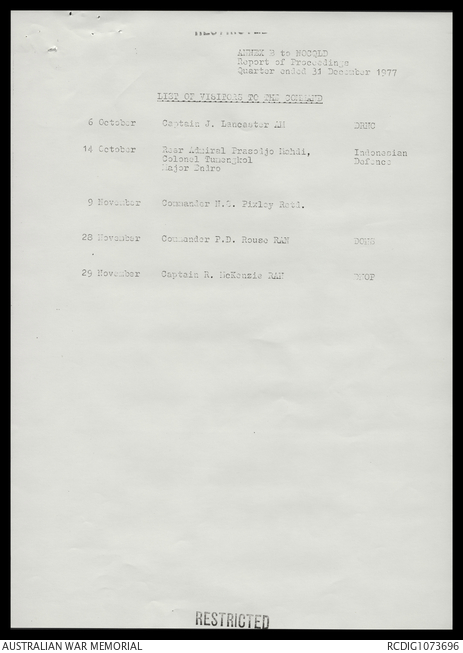 RESTRICTED
ANNEX E to NOCQLD
Report of Proceedings
Quarter ended 31 December 1977
LIST OF VISITORS TO THE COMMAND
6 October Captain J. Lancaster AM
14 October Rear Admiral Prasodjo Mahdi, Indonesian
Colonel Tumengkol Defence
Major Indro
9 November Commander N.S. Pixley Retd.
28 November Commander P.D. Rouse RAN
29 November Captain R. McKenzie RAN
RESTRICTED
AUSTRALIAN WAR MEMORIAL RCDIG1073696